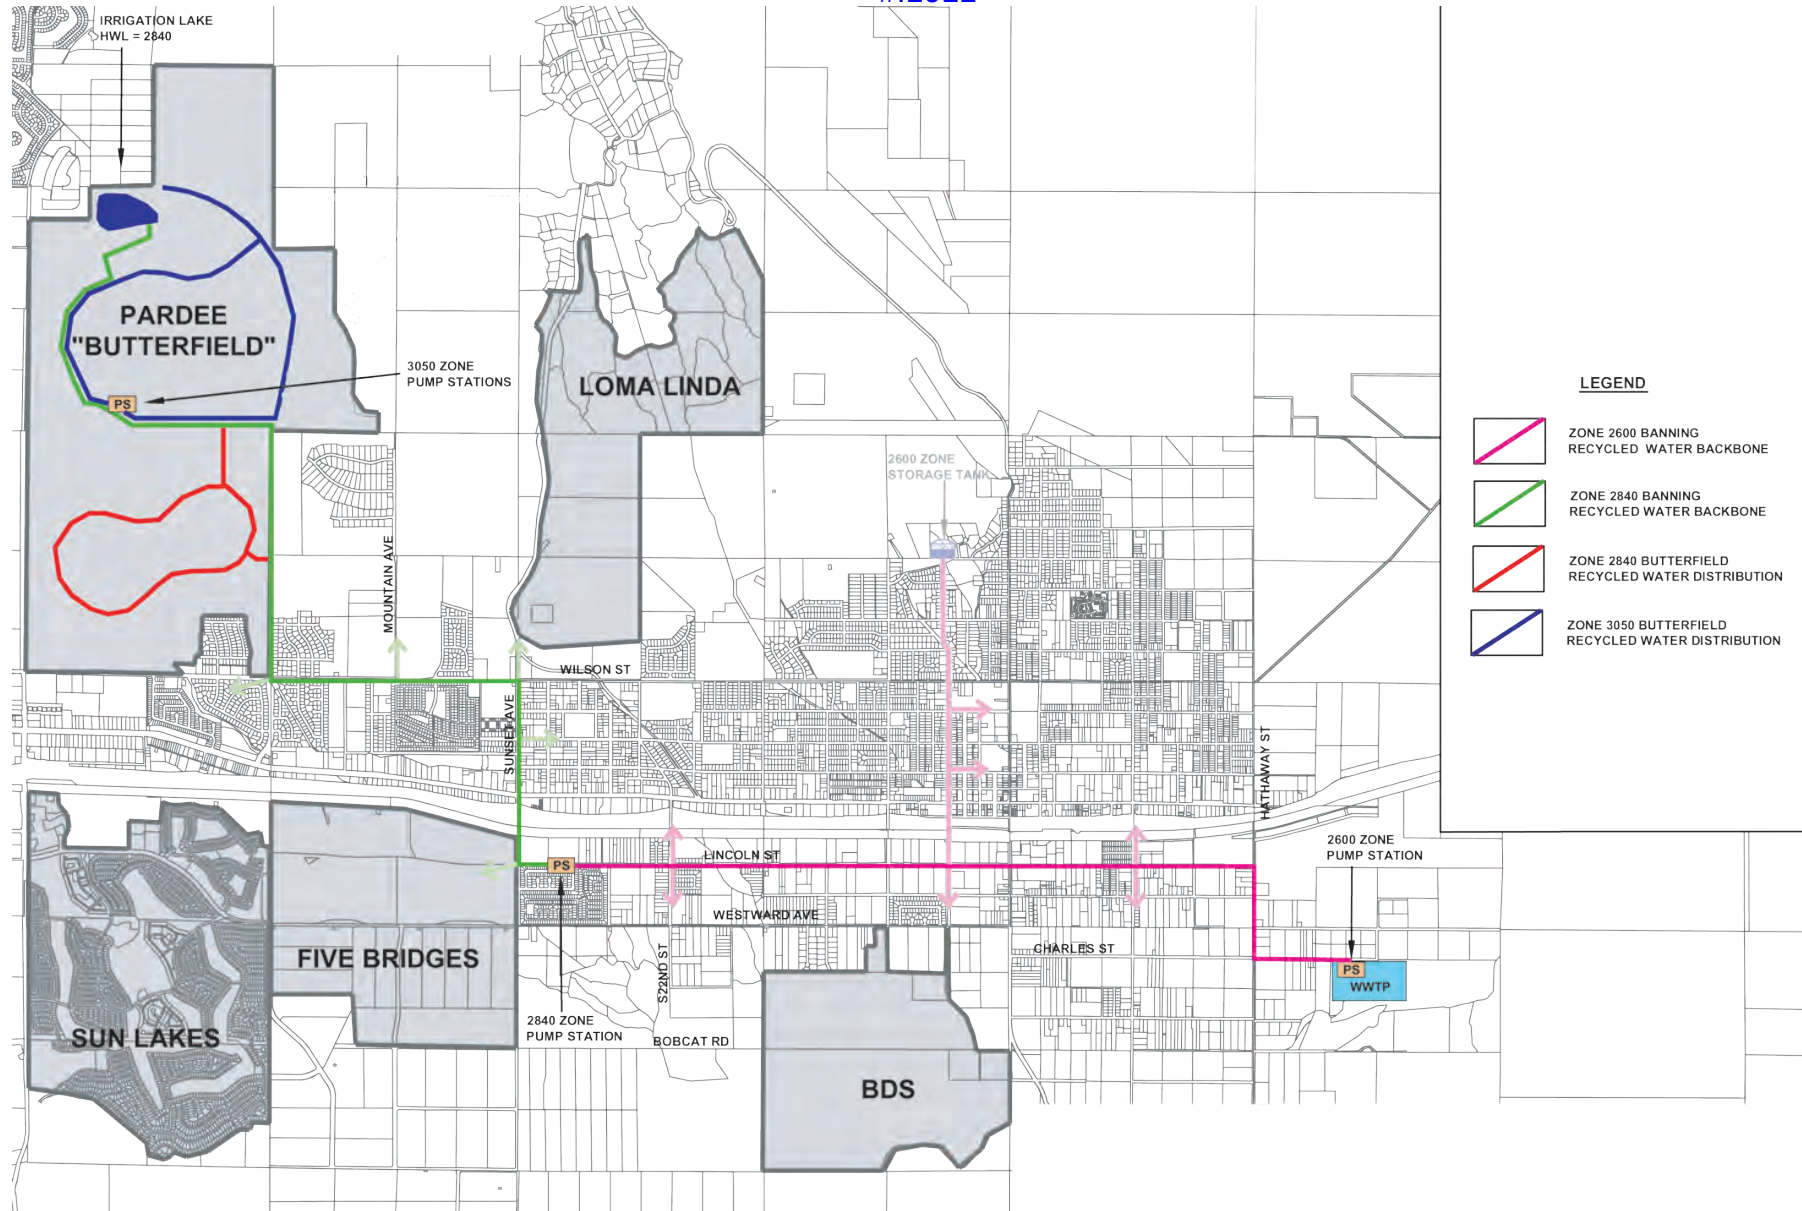 IRRIGATION LAKE
HWL = 2840
PARDEE
"BUTTERFIELD"
3050 ZONE
PUMP STATIONS
PS
LOMA LINDA
2600 ZONE
STORAGE TANK
MOUNTAIN AVE
WILSON ST
SUNSET AVE
HATHAWAY ST
LINCOLN ST
PS
2600 ZONE
PUMP STATION
WESTWARD AVE
CHARLES ST
FIVE BRIDGES
S22ND ST
PS
WWTP
SUN LAKES
2840 ZONE
PUMP STATION
BOBCAT RD
BDS
LEGEND
ZONE 2600 BANNING
RECYCLED WATER BACKBONE
ZONE 2840 BANNING
RECYCLED WATER BACKBONE
ZONE 2840 BUTTERFIELD
RECYCLED WATER DISTRIBUTION
ZONE 3050 BUTTERFIELD
RECYCLED WATER DISTRIBUTION